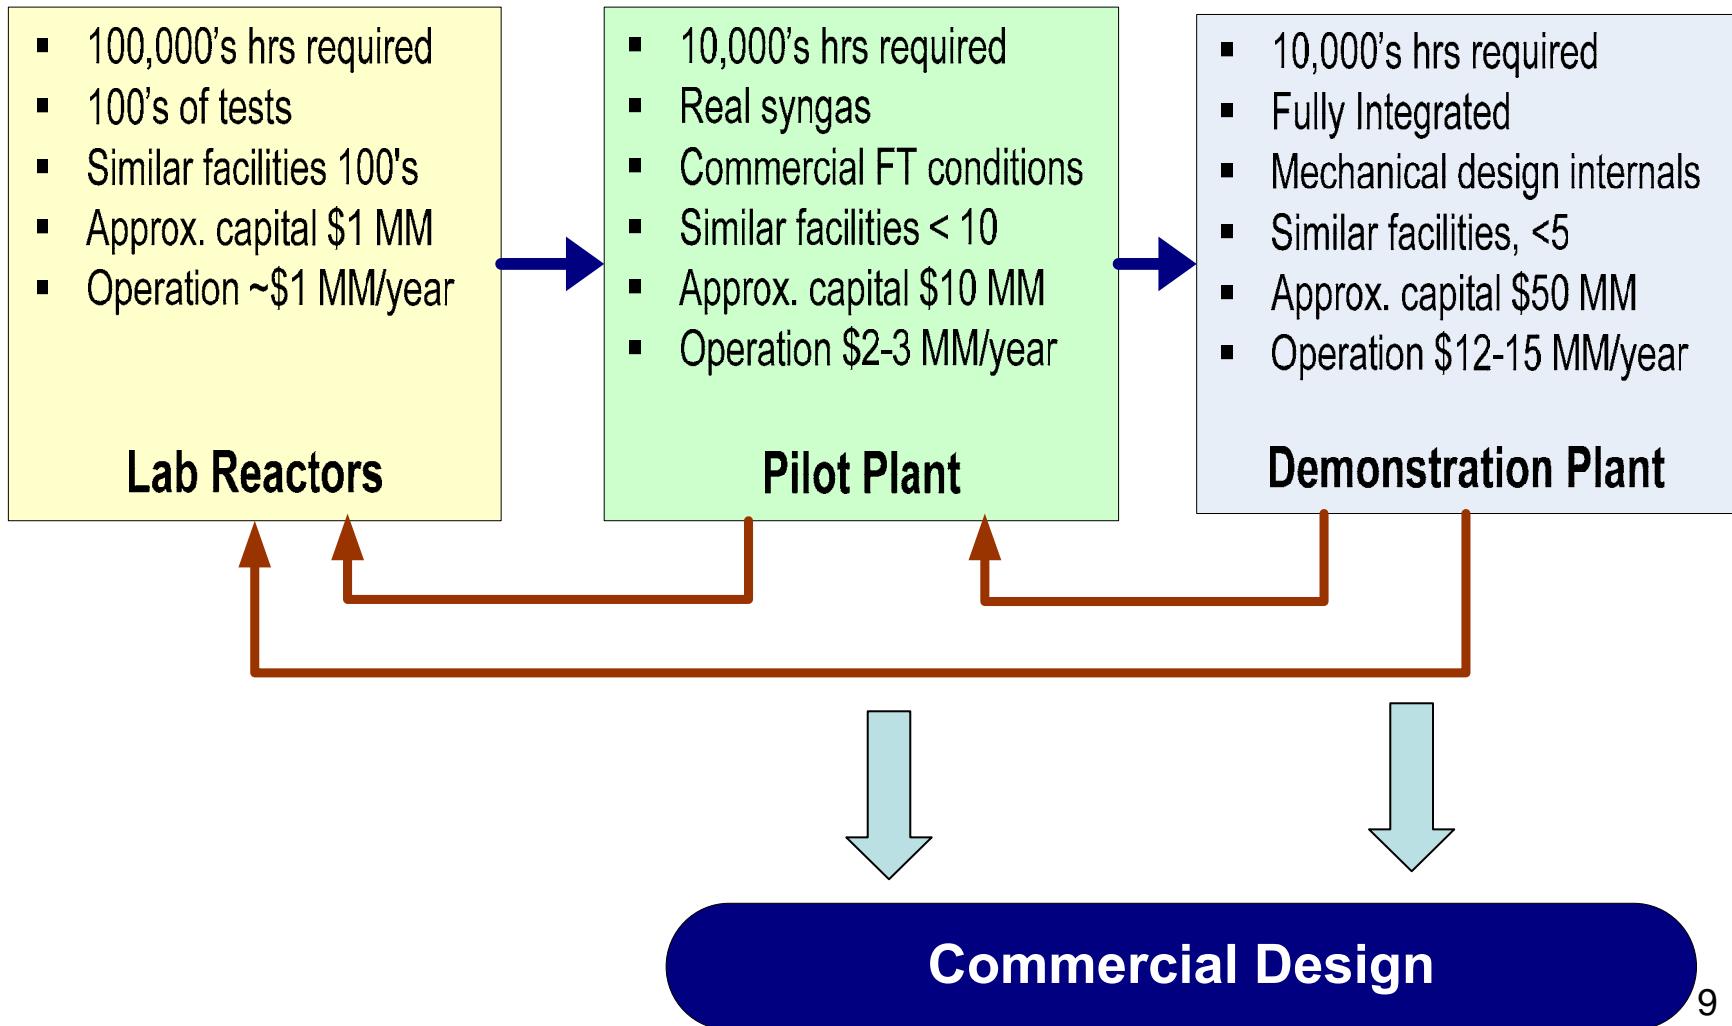 ▪ 100,000’s hrs required
▪ 100’s of tests
▪ Similar facilities 100's
▪ Approx. capital $1 MM
▪ Operation ~$1 MM/year
Lab Reactors
▪ 10,000’s hrs required
▪ Real syngas
▪ Commercial FT conditions
▪ Similar facilities < 10
▪ Approx. capital $10 MM
▪ Operation $2-3 MM/year
Pilot Plant
▪ 10,000’s hrs required
▪ Fully Integrated
▪ Mechanical design internals
▪ Similar facilities, <5
▪ Approx. capital $50 MM
▪ Operation $12-15 MM/year
Demonstration Plant
Commercial Design
9